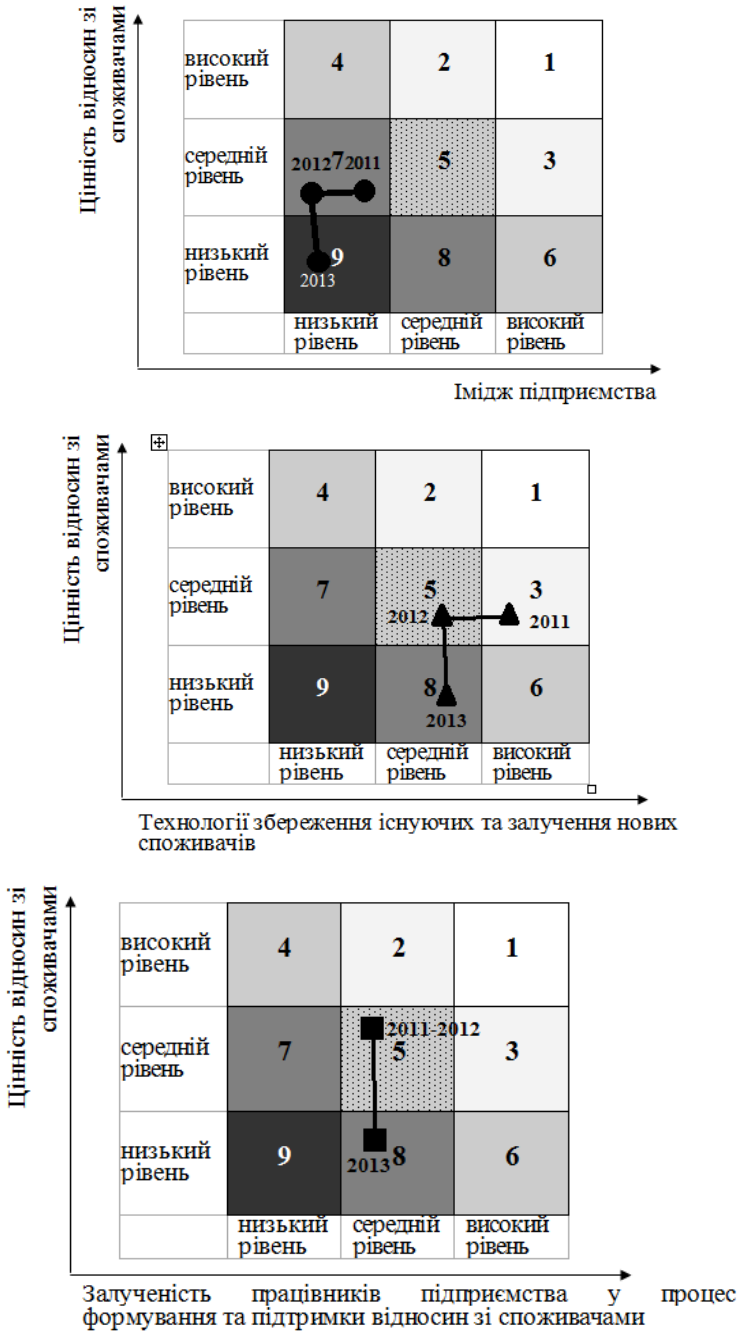 Цінність відносин зі
споживачами
високий
рівень
4
2
1
середній
рівень
7
5
3
2012
2011
низький
рівень
9
8
6
2013
низький
рівень
середній
рівень
високий
рівень
Імідж підприємства
Цінність відносин зі
споживачами
високий
рівень
4
2
1
середній
рівень
7
5
3
2012
2011
низький
рівень
9
8
6
2013
низький
рівень
середній
рівень
високий
рівень
Технології збереження існуючих та залучення нових
споживачів
Цінність відносин зі
споживачами
високий
рівень
4
2
1
2011-2012
середній
рівень
7
5
3
низький
рівень
9
8
6
2013
низький
рівень
середній
рівень
високий
рівень
Залученість працівників підприємства у процес
формування та підтримки відносин зі споживачами